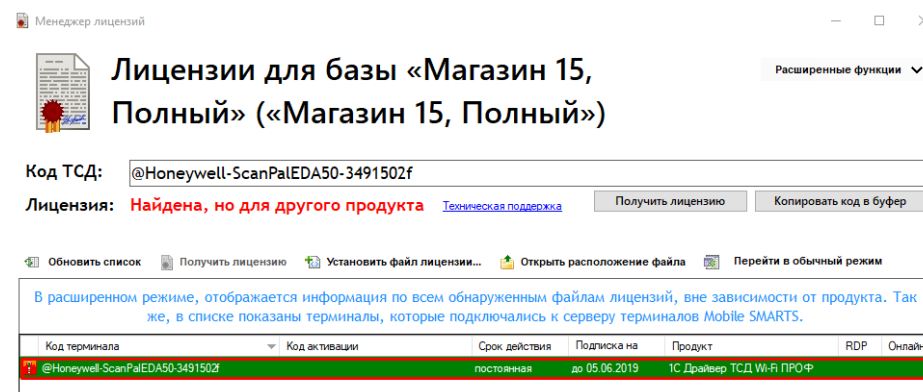 Менеджер лицензий
Лицензии для базы «Магазин 15,
Полный» («Магазин 15, Полный»)
Расширенные функции
Код ТСД:
@Honeywell-ScanPalEDA50-3491502f
Лицензия: Найдена, но для другого продукта Техническая поддержка Получить лицензию Копировать код в буфер
Обновить список Получить лицензию Установить файл лицензии... Открыть расположение файла Перейти в обычный режим
В расширенном режиме, отображается информация по всем обнаруженным файлам лицензий, вне зависимости от продукта. Так
же, в списке показаны терминалы, которые подключались к серверу терминалов Mobile SMARTS.
Код терминала Код активации Срок действия Подписка на Продукт RDP Онлайн
@Honeywell-ScanPalEDA50-3491502f постоянная до 05.06.2019 1С Драйвер ТСД Wi-Fi ПРОФ